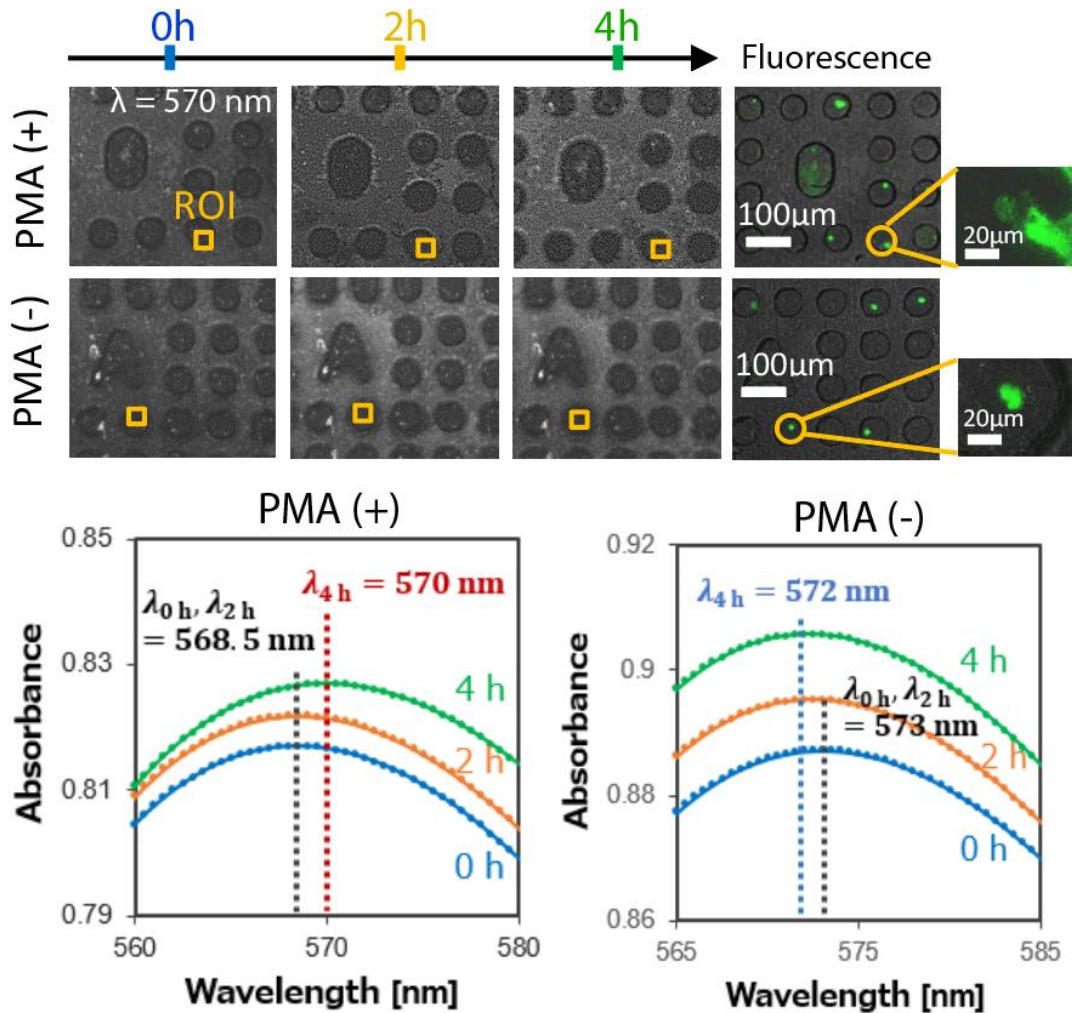 0h 2h 4h Fluorescence
PMA (+)
λ = 570 nm
ROI
100μm
20μm
PMA (-)
100μm
20μm
PMA (+)
0.85
0.83
0.81
0.79
Absorbance
λ4 h = 570 nm
λ0 h, λ2 h
= 568.5 nm
4 h
2 h
0 h
560 570 580
Wavelength [nm]
PMA (-)
0.92
0.9
0.88
0.86
Absorbance
λ4 h = 572 nm
4 h
λ0 h, λ2 h
= 573 nm
2 h
0 h
565 575 585
Wavelength [nm]